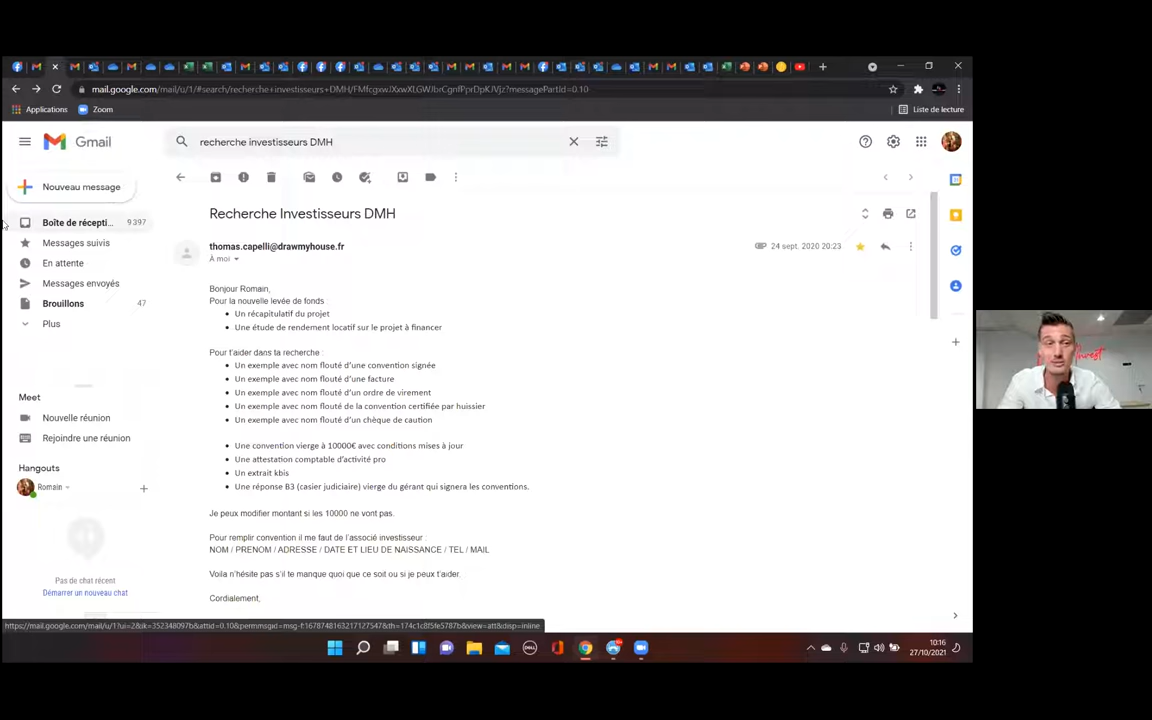 mail.google.com/mail/u/1/#search/recherche+investisseurs+DMH/FMfcgxwJXxwXLGWJbrCgnfPprDpKJVjz?messagePartId=0.10
Applications
Zoom
Liste de lecture
Gmail
recherche investisseurs DMH
Nouveau message
Boîte de récepti... 9 397
Messages suivis
En attente
Messages envoyés
Brouillons 47
Plus
Meet
Nouvelle réunion
Rejoindre une réunion
Hangouts
Romain
Pas de chat récent
Démarrer un nouveau chat
Recherche Investisseurs DMH
thomas.capelli@drawmyhouse.fr
24 sept. 2020 20:23
À moi
Bonjour Romain,
Pour la nouvelle levée de fonds
• Un récapitulatif du projet
• Une étude de rendement locatif sur le projet à financer
Pour t'aider dans ta recherche :
• Un exemple avec nom flouté d'une convention signée
• Un exemple avec nom flouté d'une facture
• Un exemple avec nom flouté d'un ordre de virement
• Un exemple avec nom flouté de la convention certifiée par huissier
• Un exemple avec nom flouté d'un chèque de caution
• Une convention vierge à 10000€ avec conditions mises à jour
• Une attestation comptable d'activité pro
• Un extrait kbis
• Une réponse B3 (casier judiciaire) vierge du gérant qui signera les conventions.
Je peux modifier montant si les 10000 ne vont pas.
Pour remplir convention il me faut de l'associé investisseur :
NOM / PRENOM / ADRESSE / DATE ET LIEU DE NAISSANCE / TEL / MAIL
Voila n'hésite pas s'il te manque quoi que ce soit ou si je peux t'aider.
Cordialement,
DELL
10:16
27/10/2021
Invest